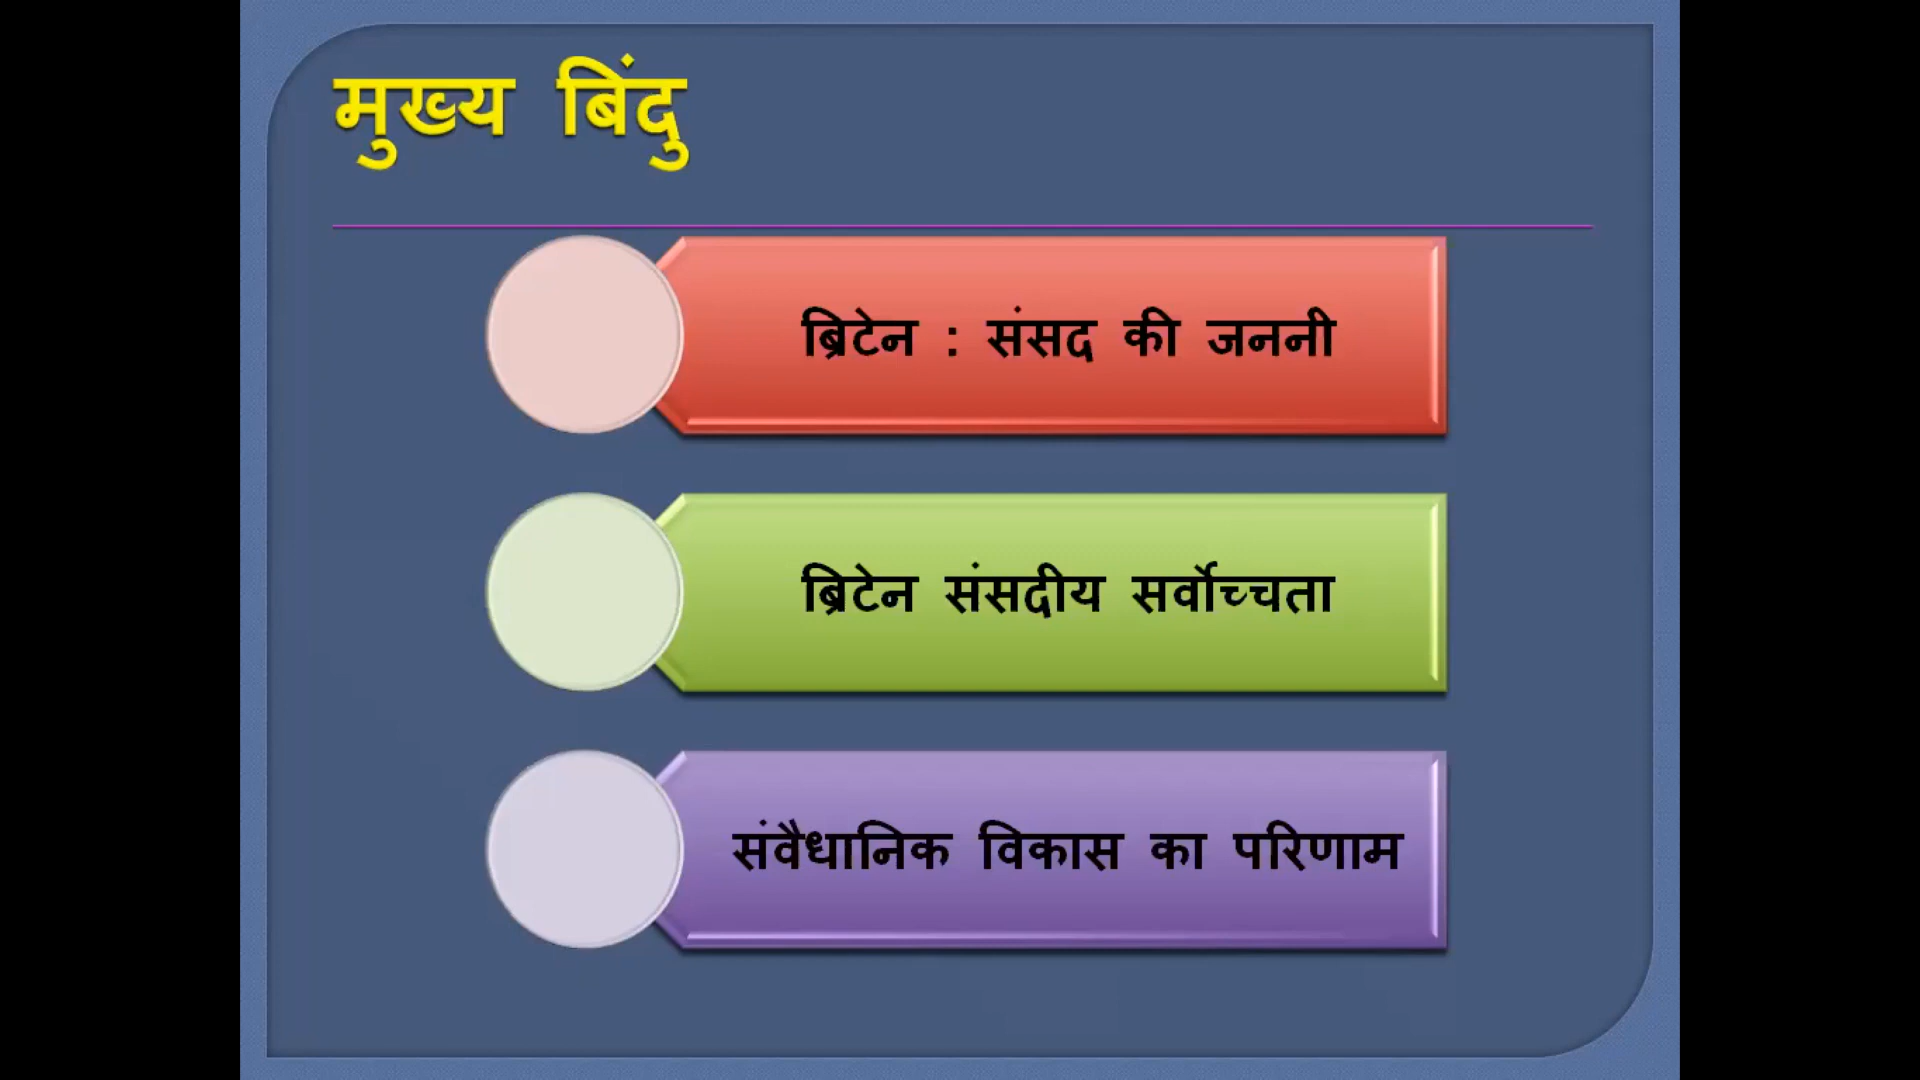 मुख्य बिंदु
ब्रिटेन : संसद की जननी
ब्रिटेन संसदीय सर्वोच्चता
संवैधानिक विकास का परिणाम